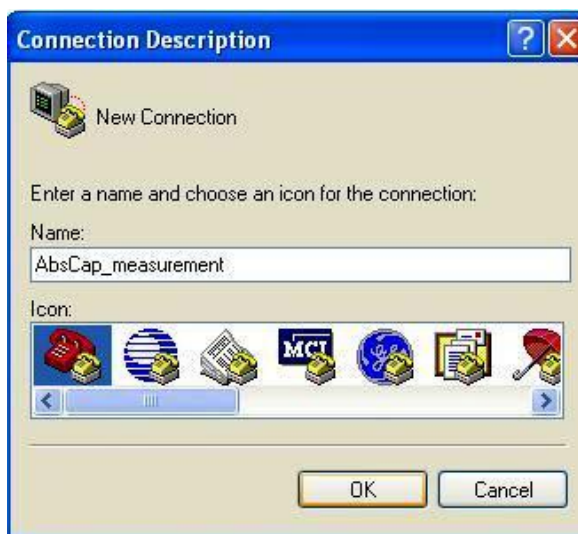 Connection Description
New Connection
Enter a name and choose an icon for the connection:
Name:
AbsCap_measurement
Icon:
MCI
OK Cancel